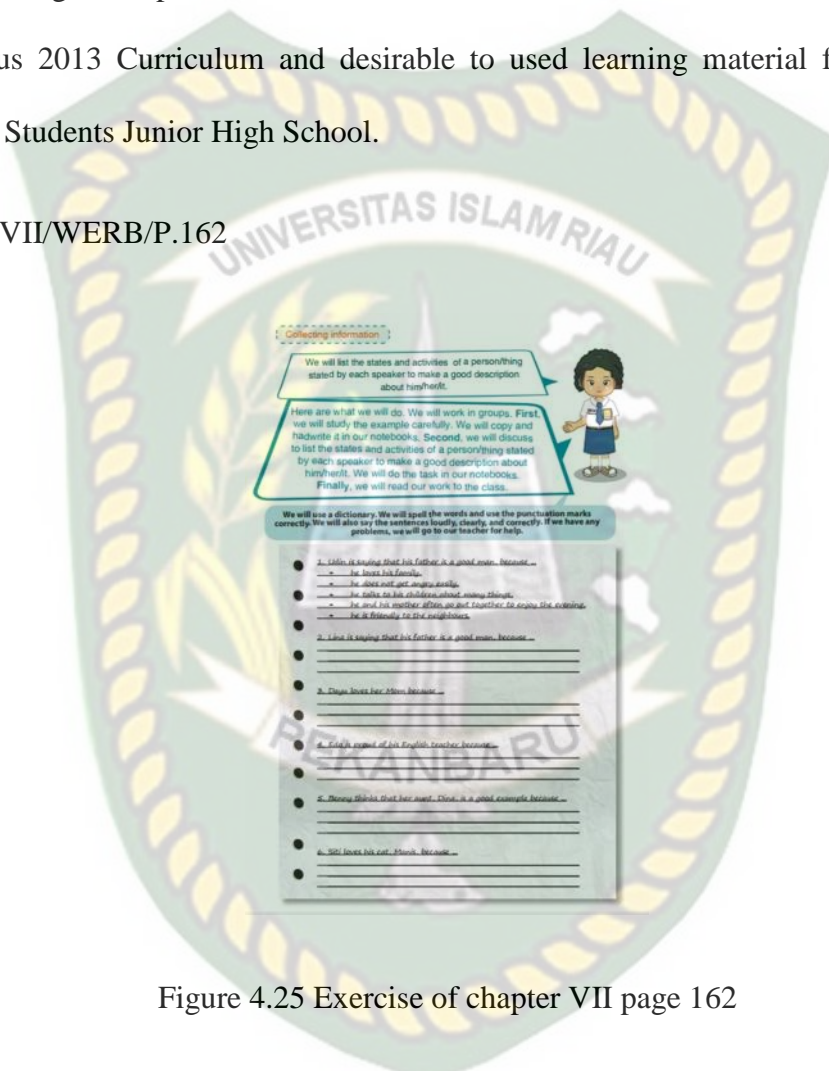 us 2013 Curriculum and desirable to used learning material f
Students Junior High School.
VII/WERB/P.162
UNIVERSITAS ISLAM RIAU
Collecting information
We will list the states and activities of a person/thing
stated by each speaker to make a good description
about him/her/it.
Here are what we will do. We will work in groups. First,
we will study the example carefully. We will copy and
hadwrite it in our notebooks. Second, we will discuss
to list the states and activities of a person/thing stated
by each speaker to make a good description about
him/her/it. We will do the task in our notebooks.
Finally, we will read our work to the class.
We will use a dictionary. We will spell the words and use the punctuation marks
correctly. We will also say the sentences loudly, clearly, and correctly. If we have any
problems, we will go to our teacher for help.
1. Udin is saying that his father is a good man, because ...
he loves his family.
he does not get angry easily.
he talks to his children about many things.
he and his mother often go out together to enjoy the evening.
he is friendly to the neighbours.
2. Lina is saying that his father is a good man, because ...
3. Dayu loves her Mom because ...
4. Edo is proud of his English teacher because ...
5. Benny thinks that her aunt, Dina, is a good example because ...
6. Siti loves his cat, Manis, because ...
PEKANBARU
Figure 4.25 Exercise of chapter VII page 162